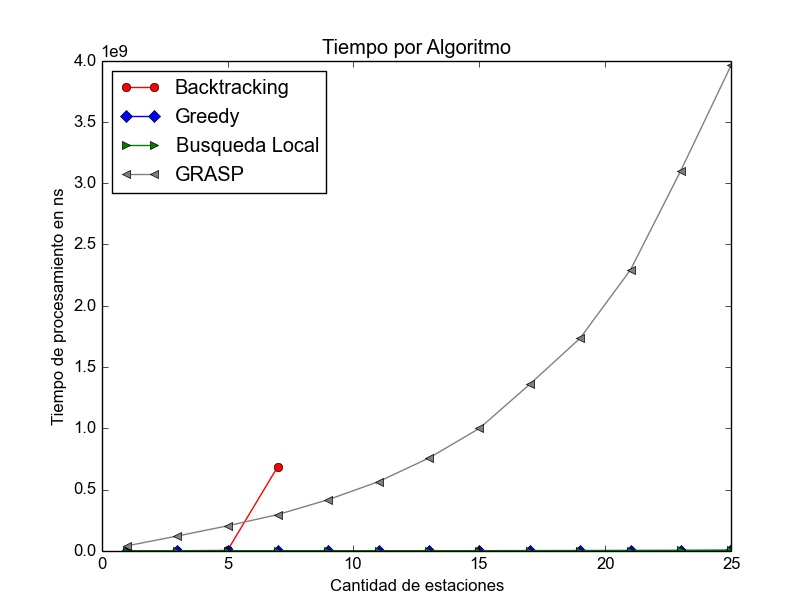 Tiempo por Algoritmo
1e9
4.0
3.5
3.0
2.5
2.0
1.5
1.0
0.5
0.0
Tiempo de procesamiento en ns
Backtracking
Greedy
Busqueda Local
GRASP
0 5 10 15 20 25
Cantidad de estaciones